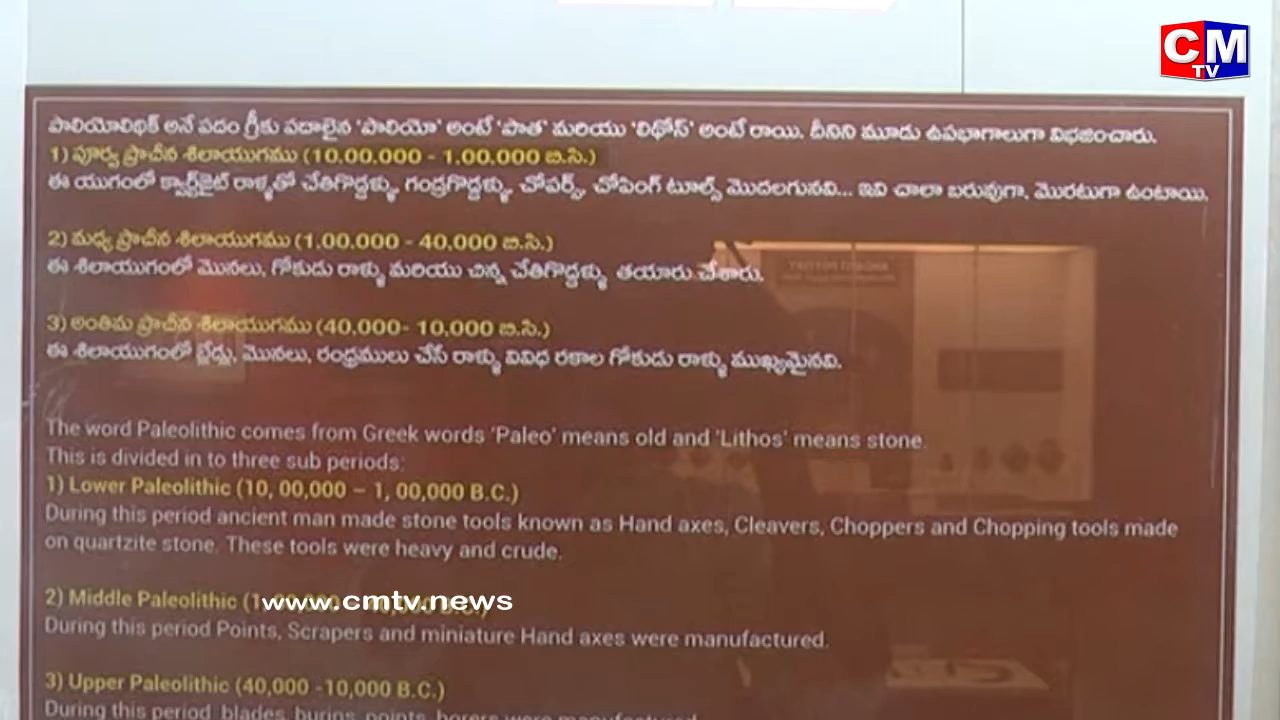 CM
TV
పాలియోలిథిక్ అనే పదం గ్రీకు పదాలైన 'పాలియో' అంటే 'పాత' మరియు 'లిథోస్' అంటే రాయి. దీనిని మూడు ఉపభాగాలుగా విభజించారు.
1) పూర్వ ప్రాచీన శిలాయుగము (10,00,000 - 1,00,000 బి.సి.)
ఈ యుగంలో క్వార్ట్‌జైట్ రాళ్ళతో చేతిగొడ్డళ్ళు, గండ్రగొడ్డళ్ళు, చోపర్స్, చోపింగ్ టూల్స్ మొదలగునవి... ఇవి చాలా బరువుగా, మొరటుగా ఉంటాయి.
2) మధ్య ప్రాచీన శిలాయుగము (1,00,000 - 40,000 బి.సి.)
ఈ శిలాయుగంలో మొనలు, గోకుడు రాళ్ళు మరియు చిన్న చేతిగొడ్డళ్ళు తయారు చేశారు.
3) అంతిమ ప్రాచీన శిలాయుగము (40,000- 10,000 బి.సి.)
ఈ శిలాయుగంలో బ్లేడ్లు, మొనలు, రంధ్రములు చేసే రాళ్ళు వివిధ రకాల గోకుడు రాళ్ళు ముఖ్యమైనవి.
The word Paleolithic comes from Greek words 'Paleo' means old and 'Lithos' means stone.
This is divided in to three sub periods:
1) Lower Paleolithic (10, 00,000 – 1, 00,000 B.C.)
During this period ancient man made stone tools known as Hand axes, Cleavers, Choppers and Chopping tools made
on quartzite stone. These tools were heavy and crude.
2) Middle Paleolithic (1
www.cmtv.news
During this period Points, Scrapers and miniature Hand axes were manufactured.
3) Upper Paleolithic (40,000 -10,000 B.C.)
During this period blades, burins, points, borers were manufactured